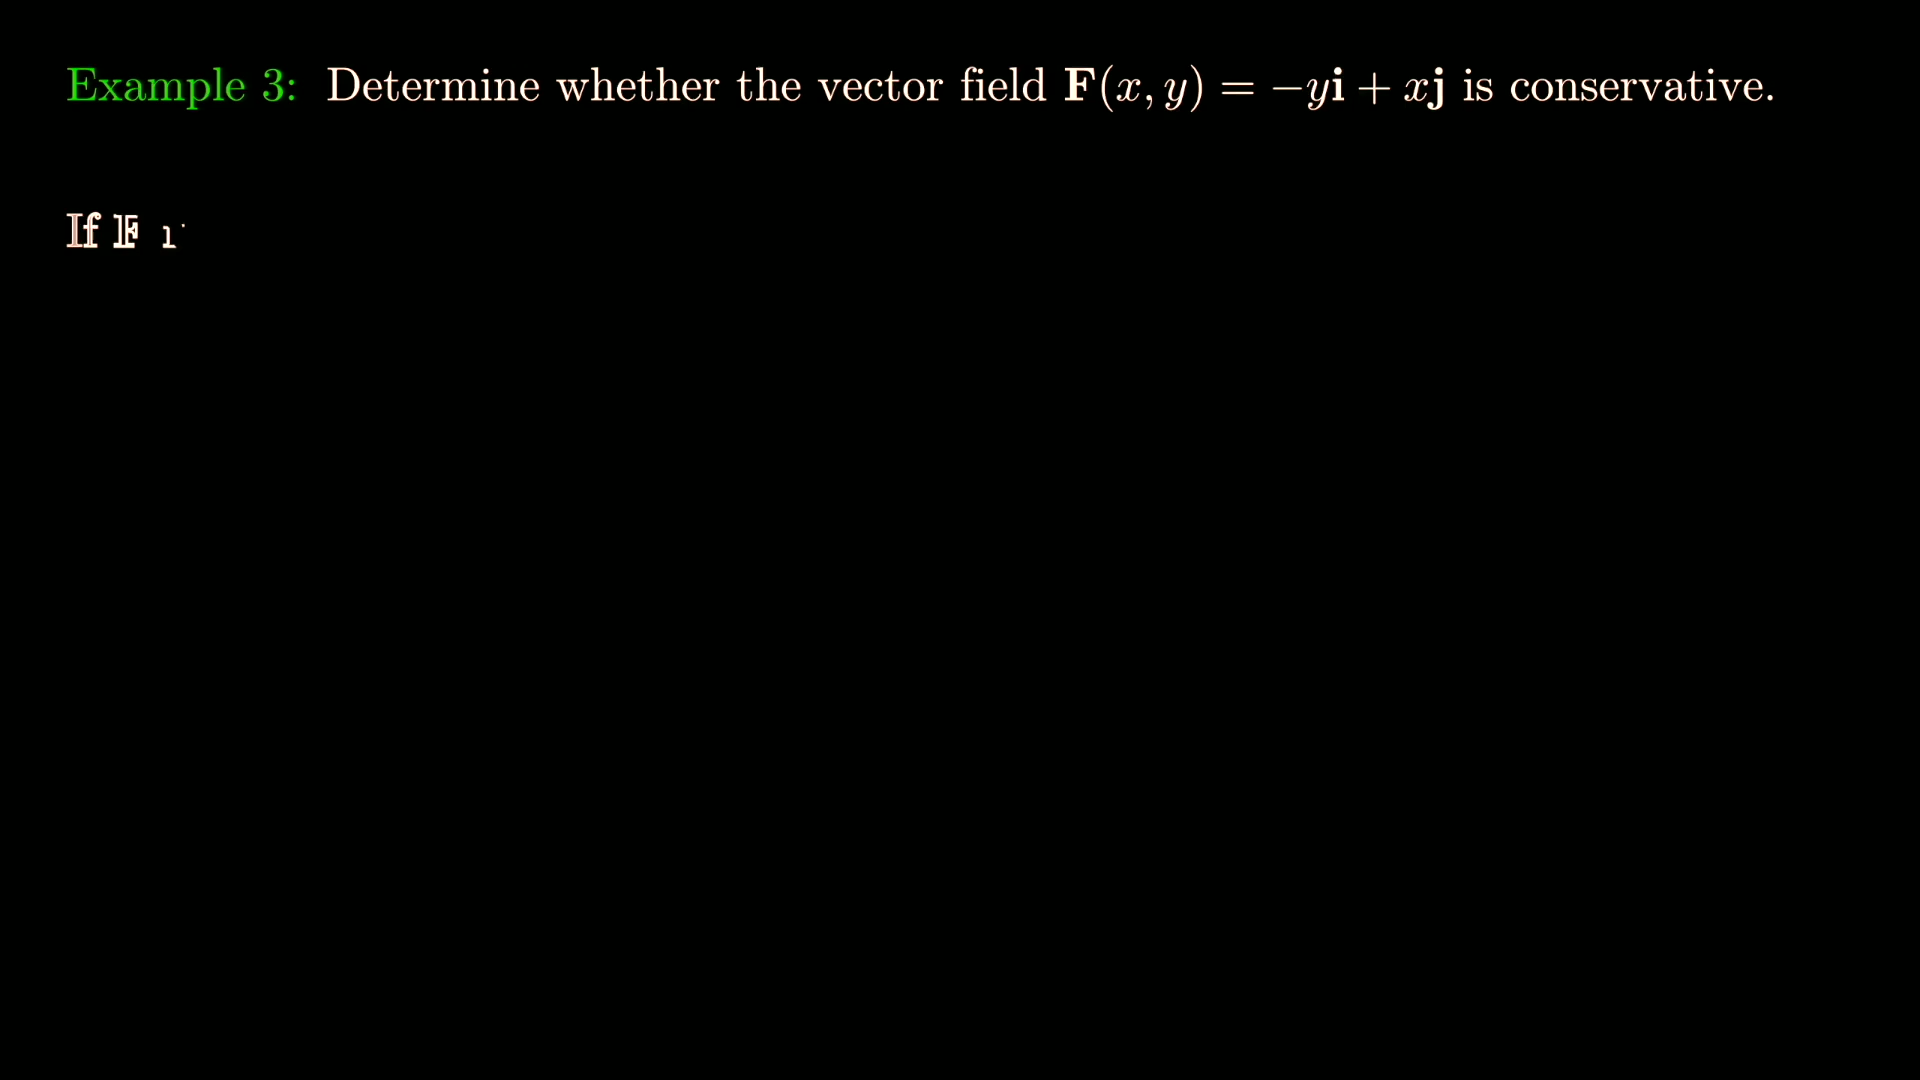 Example 3: Determine whether the vector field F(x, y) = −yi + xj is conservative.
If F